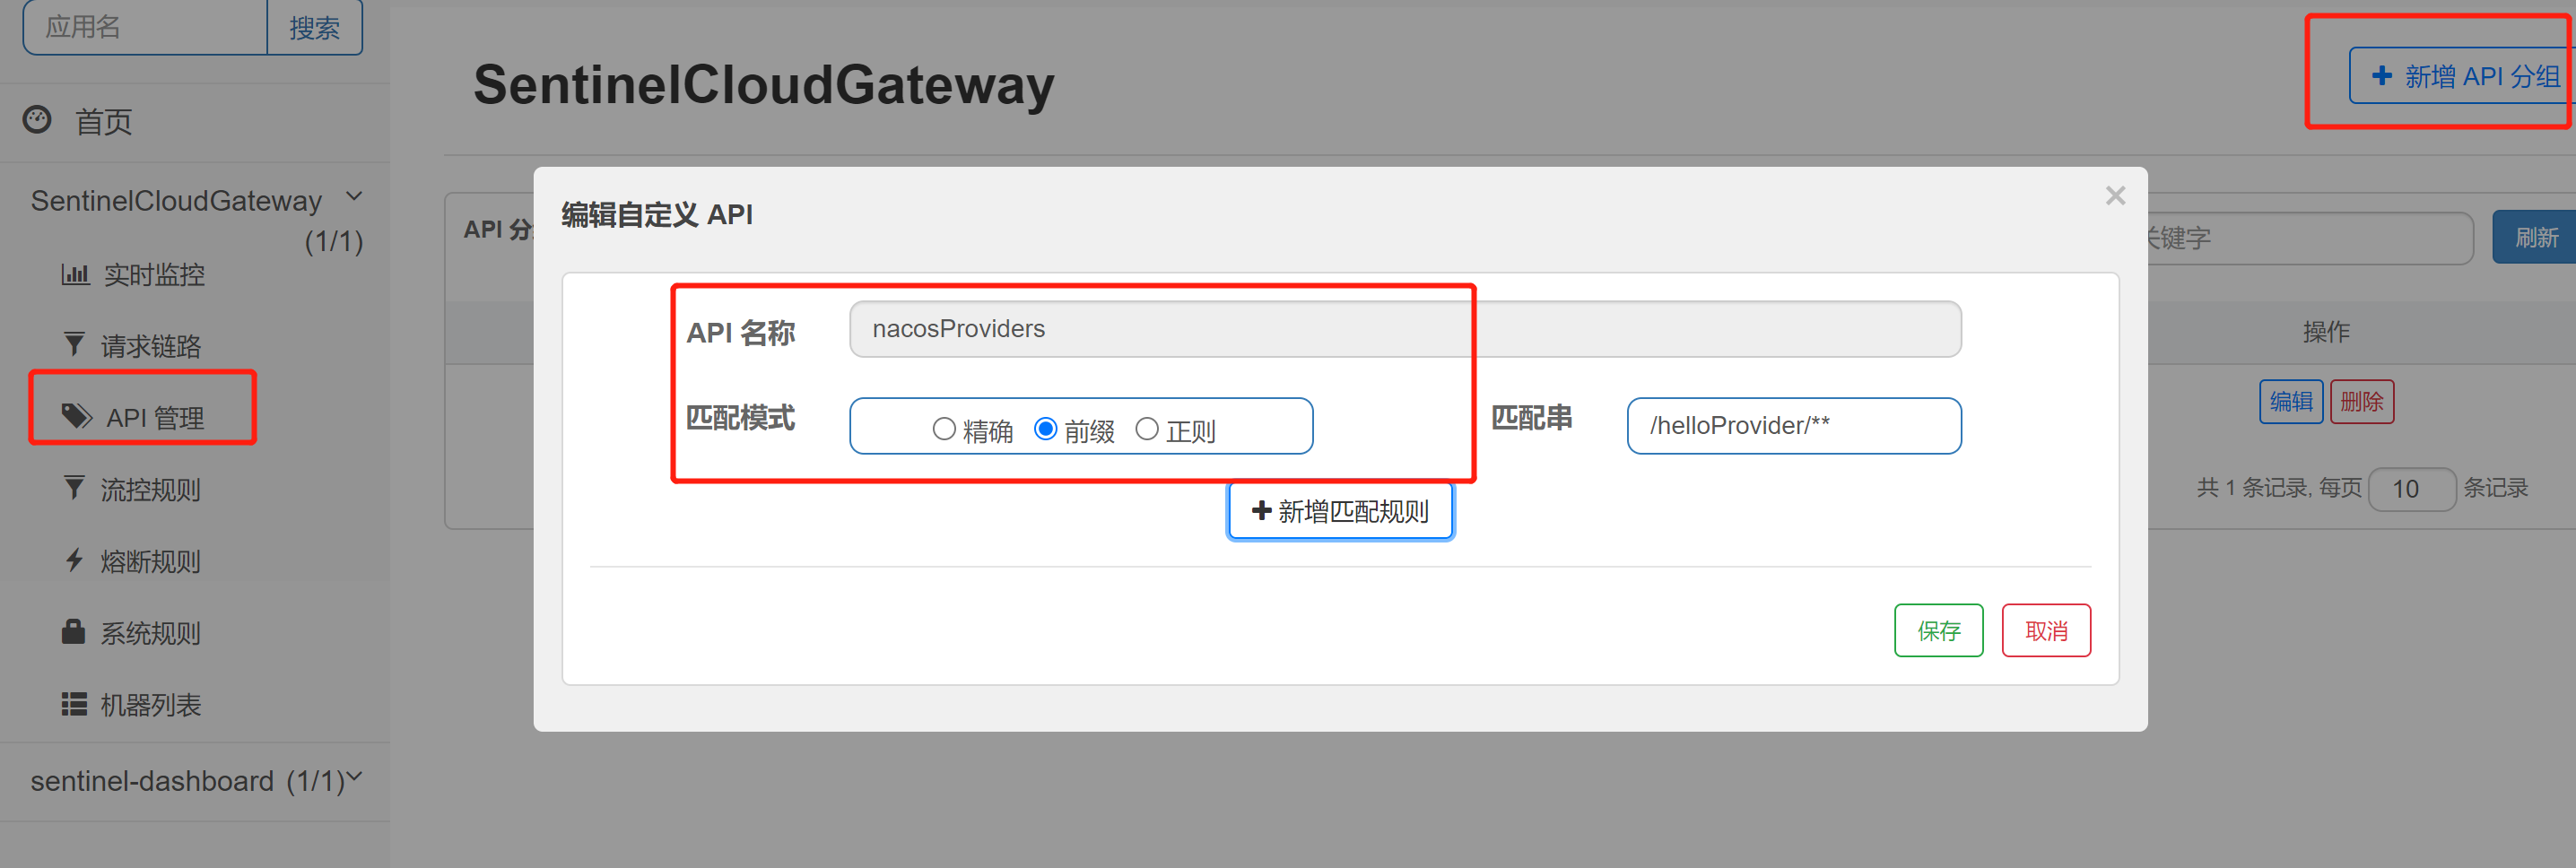 应用名
搜索
首页
SentinelCloudGateway
(1/1)
实时监控
请求链路
API 管理
流控规则
熔断规则
系统规则
机器列表
sentinel-dashboard (1/1)
SentinelCloudGateway
新增 API 分组
API 分
关键字
刷新
操作
编辑
删除
共 1 条记录, 每页 10 条记录
编辑自定义 API
×
API 名称
nacosProviders
匹配模式
精确
前缀
正则
匹配串
/helloProvider/**
新增匹配规则
保存
取消